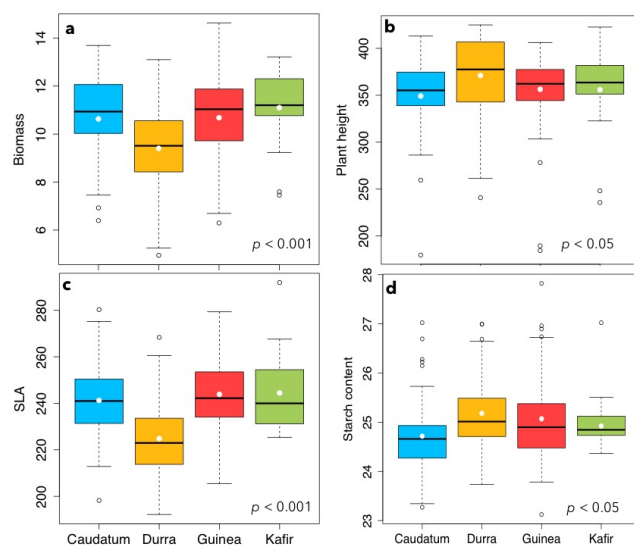 a
Biomass
14
12
10
8
6
p < 0.001
b
Plant height
400
350
300
250
200
p < 0.05
c
SLA
280
260
240
220
200
p < 0.001
Caudatum Durra Guinea Kafir
d
Starch content
28
27
26
25
24
23
p < 0.05
Caudatum Durra Guinea Kafir